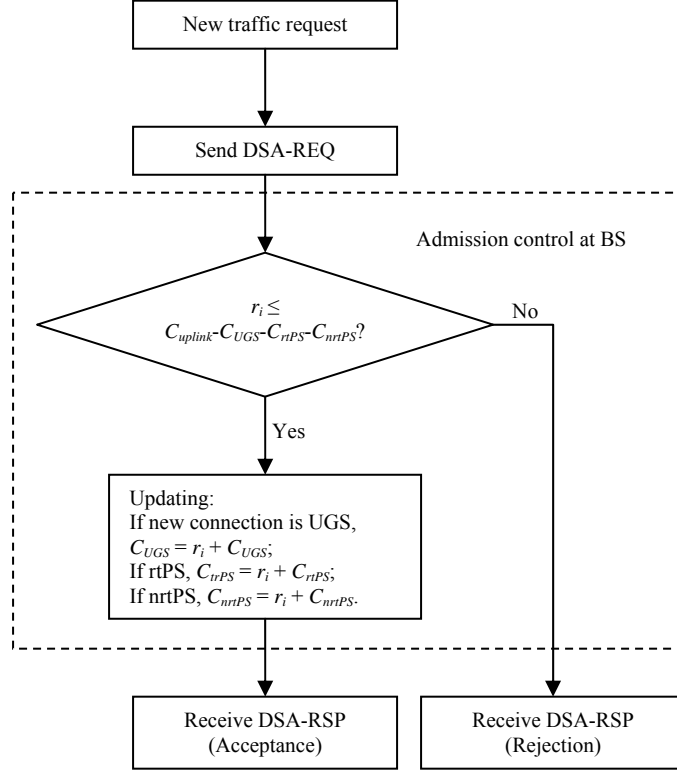 New traffic request
Send DSA-REQ
Admission control at BS
r_i ≤
C_uplink-C_UGS-C_rtPS-C_nrtPS?
No
Yes
Updating:
If new connection is UGS,
C_UGS = r_i + C_UGS;
If rtPS, C_trPS = r_i + C_rtPS;
If nrtPS, C_nrtPS = r_i + C_nrtPS.
Receive DSA-RSP
(Acceptance)
Receive DSA-RSP
(Rejection)